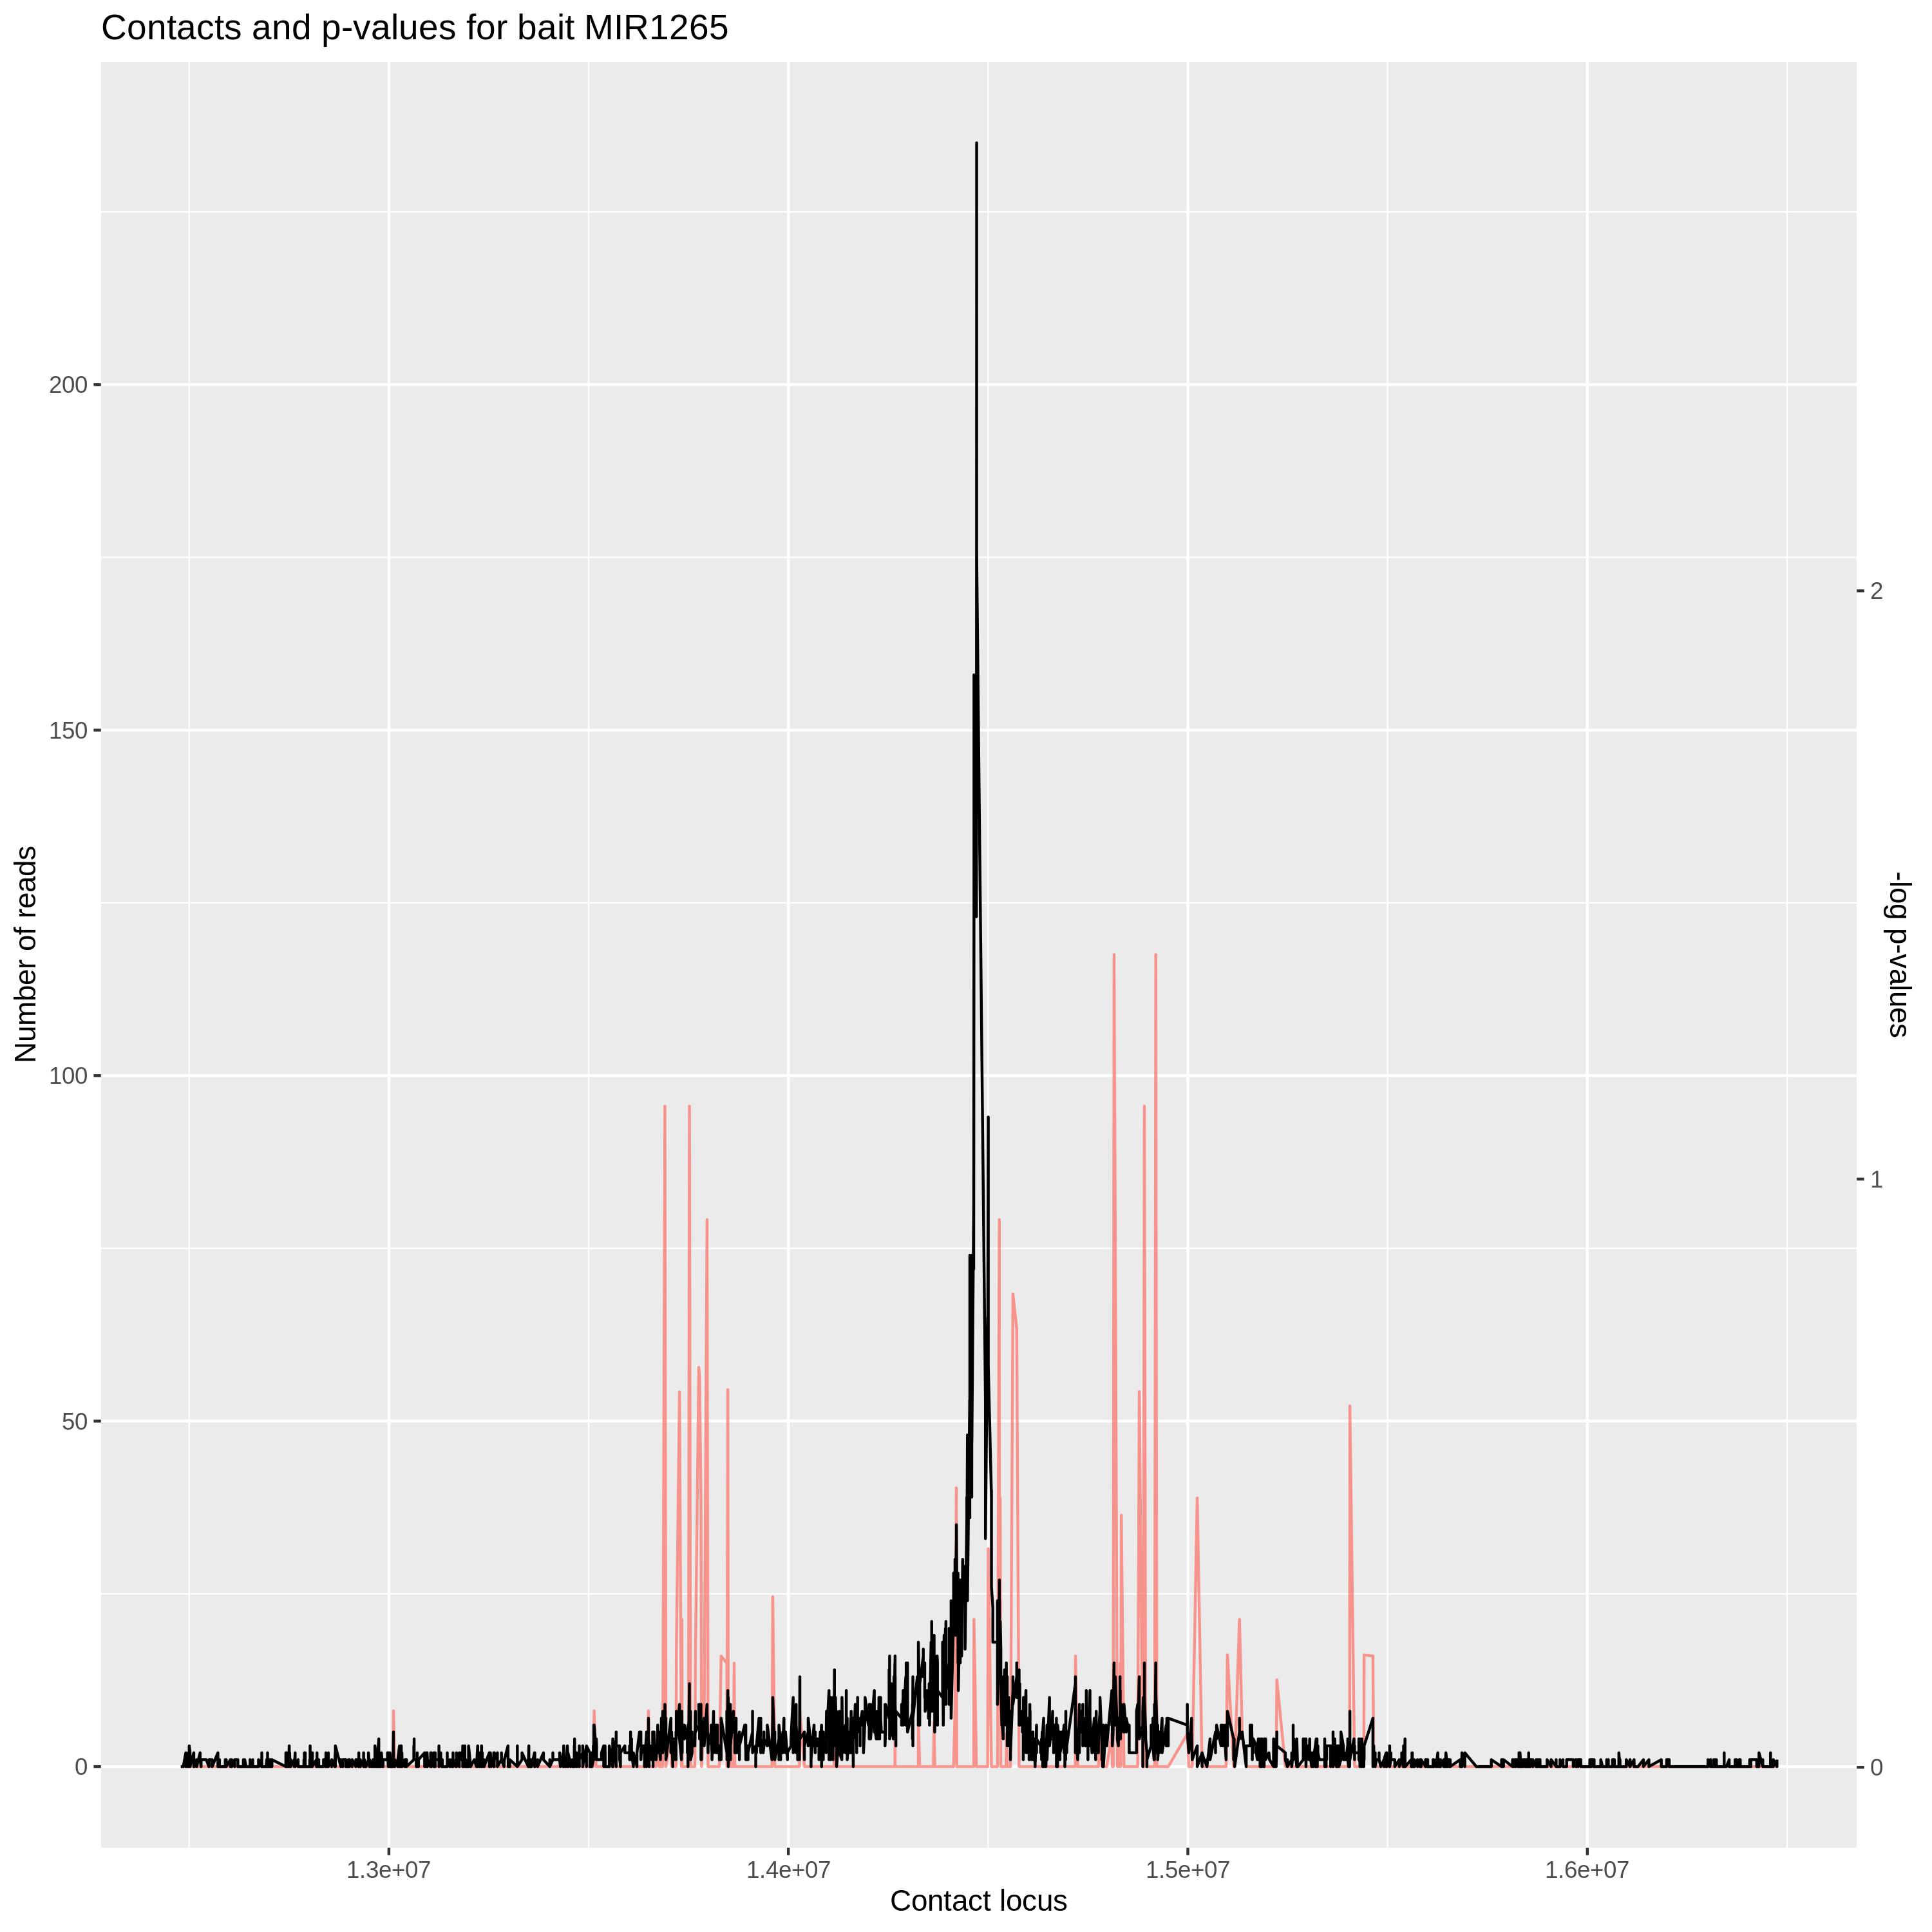 Contacts and p-values for bait MIR1265
200
150
100
50
0
Number of reads
2
1
0
-log p-values
1.3e+07 1.4e+07 1.5e+07 1.6e+07
Contact locus